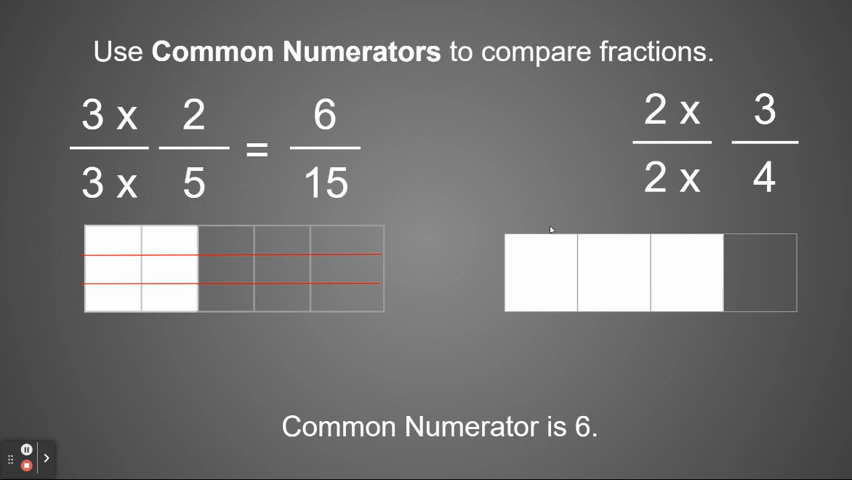 Use Common Numerators to compare fractions.
3 x 2 = 6
3 x 5 15
2 x 3
2 x 4
Common Numerator is 6.